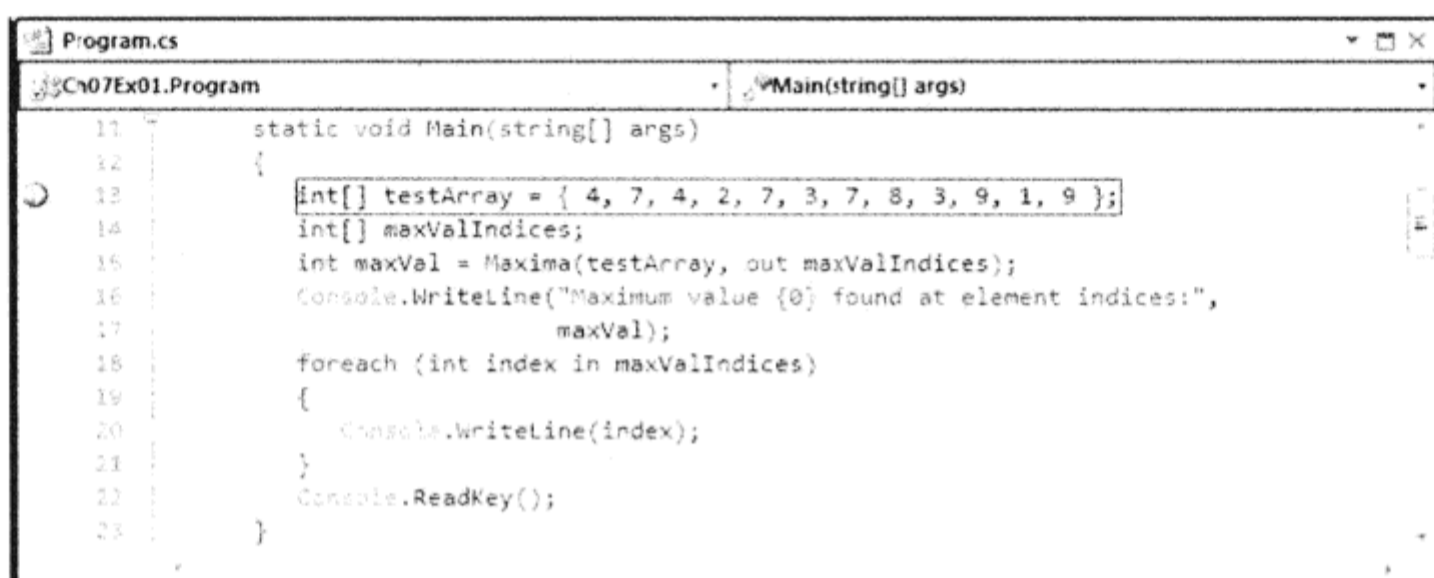 Program.cs
Ch07Ex01.Program Main(string[] args)
11 static void Main(string[] args)
12 {
13 int[] testArray = { 4, 7, 4, 2, 7, 3, 7, 8, 3, 9, 1, 9 };
14 int[] maxValIndices;
15 int maxVal = Maxima(testArray, out maxValIndices);
16 Console.WriteLine("Maximum value {0} found at element indices:",
17 maxVal);
18 foreach (int index in maxValIndices)
19 {
20 Console.WriteLine(index);
21 }
22 Console.ReadKey();
23 }